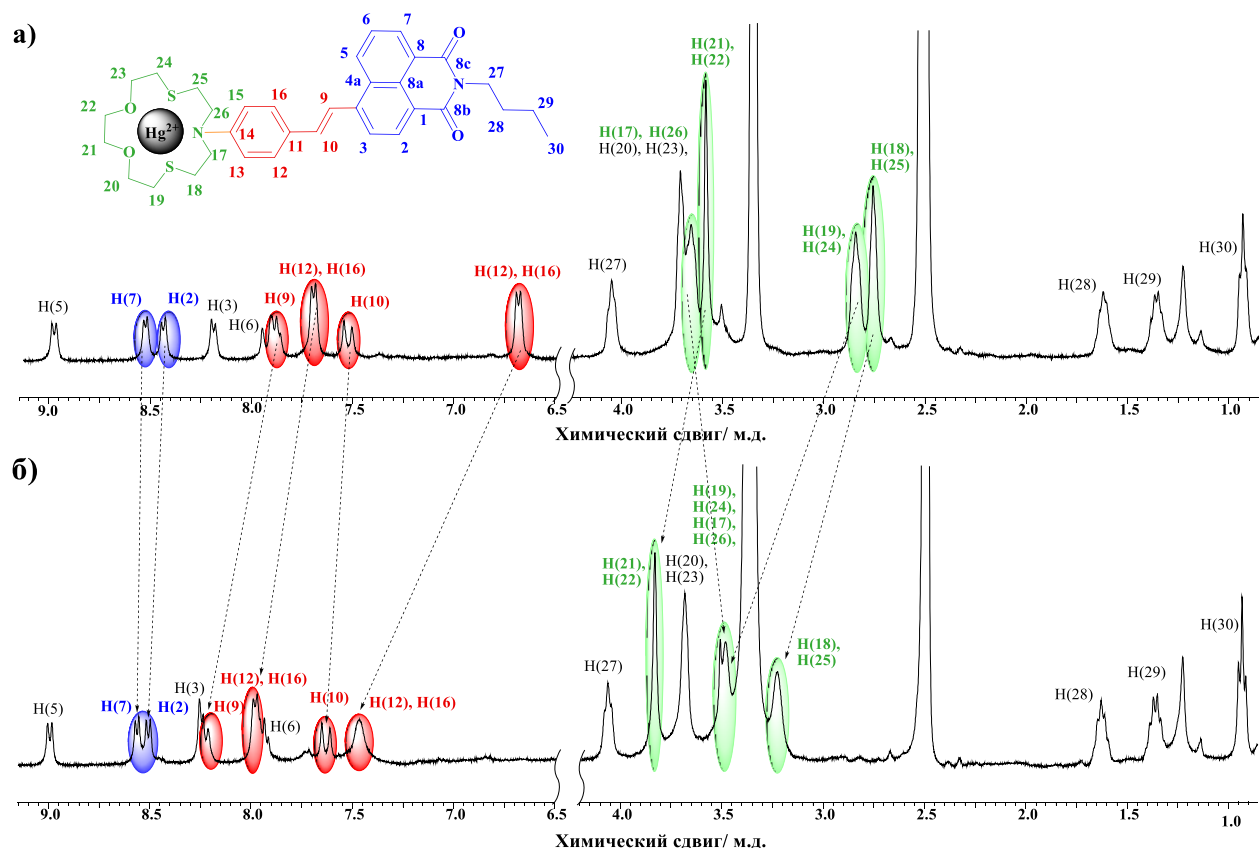 а)
6
7
5
8
O
24
23
25
4a
8c
27
S
8a
N
29
15
16
9
22
O
26
8b
Hg2+
14
1
28
O
N
11
10
3
2
30
21
O
17
13
12
S
18
20
19
H(21),
H(22)
H(17), H(26)
H(20), H(23),
H(18),
H(25)
H(19),
H(24)
H(30)
H(27)
H(28)
H(29)
H(5)
H(7)
H(2)
H(3)
H(6)
H(9)
H(12), H(16)
H(10)
H(12), H(16)
9.0 8.5 8.0 7.5 7.0 6.5 4.0 3.5 3.0 2.5 2.0 1.5 1.0
Химический сдвиг/ м.д.
б)
H(19),
H(24),
H(17),
H(26),
H(21),
H(22)
H(20),
H(23)
H(18),
H(25)
H(30)
H(27)
H(28)
H(29)
H(5)
H(7)
H(2)
H(3)
H(9)
H(12), H(16)
H(6)
H(10)
H(12), H(16)
9.0 8.5 8.0 7.5 7.0 6.5 4.0 3.5 3.0 2.5 2.0 1.5 1.0
Химический сдвиг/ м.д.